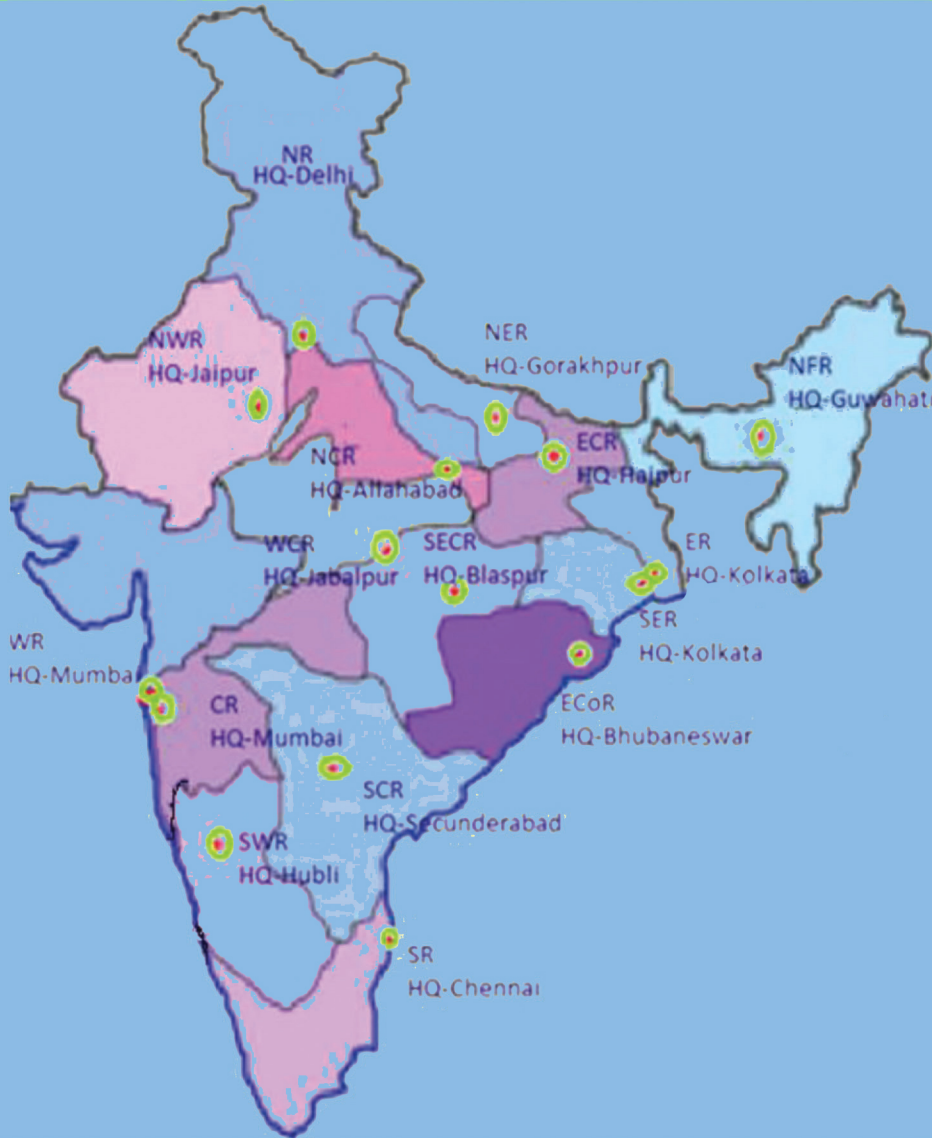 NR
HQ-Delhi
NWR
HQ-Jaipur
NER
HQ-Gorakhpur
NFR
HQ-Guwahati
ECR
HQ-Haipur
NCR
HQ-Allahabad
WCR
HQ-Jabalpur
SECR
HQ-Blaspur
ER
HQ-Kolkata
SER
HQ-Kolkata
WR
HQ-Mumba
ECoR
HQ-Bhubaneswar
CR
HQ-Mumbai
SCR
HQ-Secunderabad
SWR
HQ-Hubli
SR
HQ-Chennai